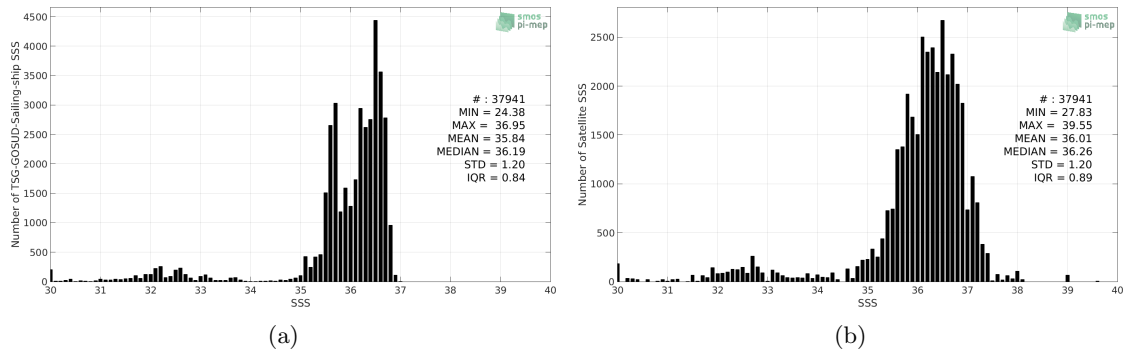 smos
pi-mep
Number of TSG-GOSUD-Sailing-ship SSS
4500
4000
3500
3000
2500
2000
1500
1000
500
0
# : 37941
MIN = 24.38
MAX = 36.95
MEAN = 35.84
MEDIAN = 36.19
STD = 1.20
IQR = 0.84
30 31 32 33 34 35 36 37 38 39 40
SSS
(a)
smos
pi-mep
Number of Satellite SSS
2500
2000
1500
1000
500
0
# : 37941
MIN = 27.83
MAX = 39.55
MEAN = 36.01
MEDIAN = 36.26
STD = 1.20
IQR = 0.89
30 31 32 33 34 35 36 37 38 39 40
SSS
(b)